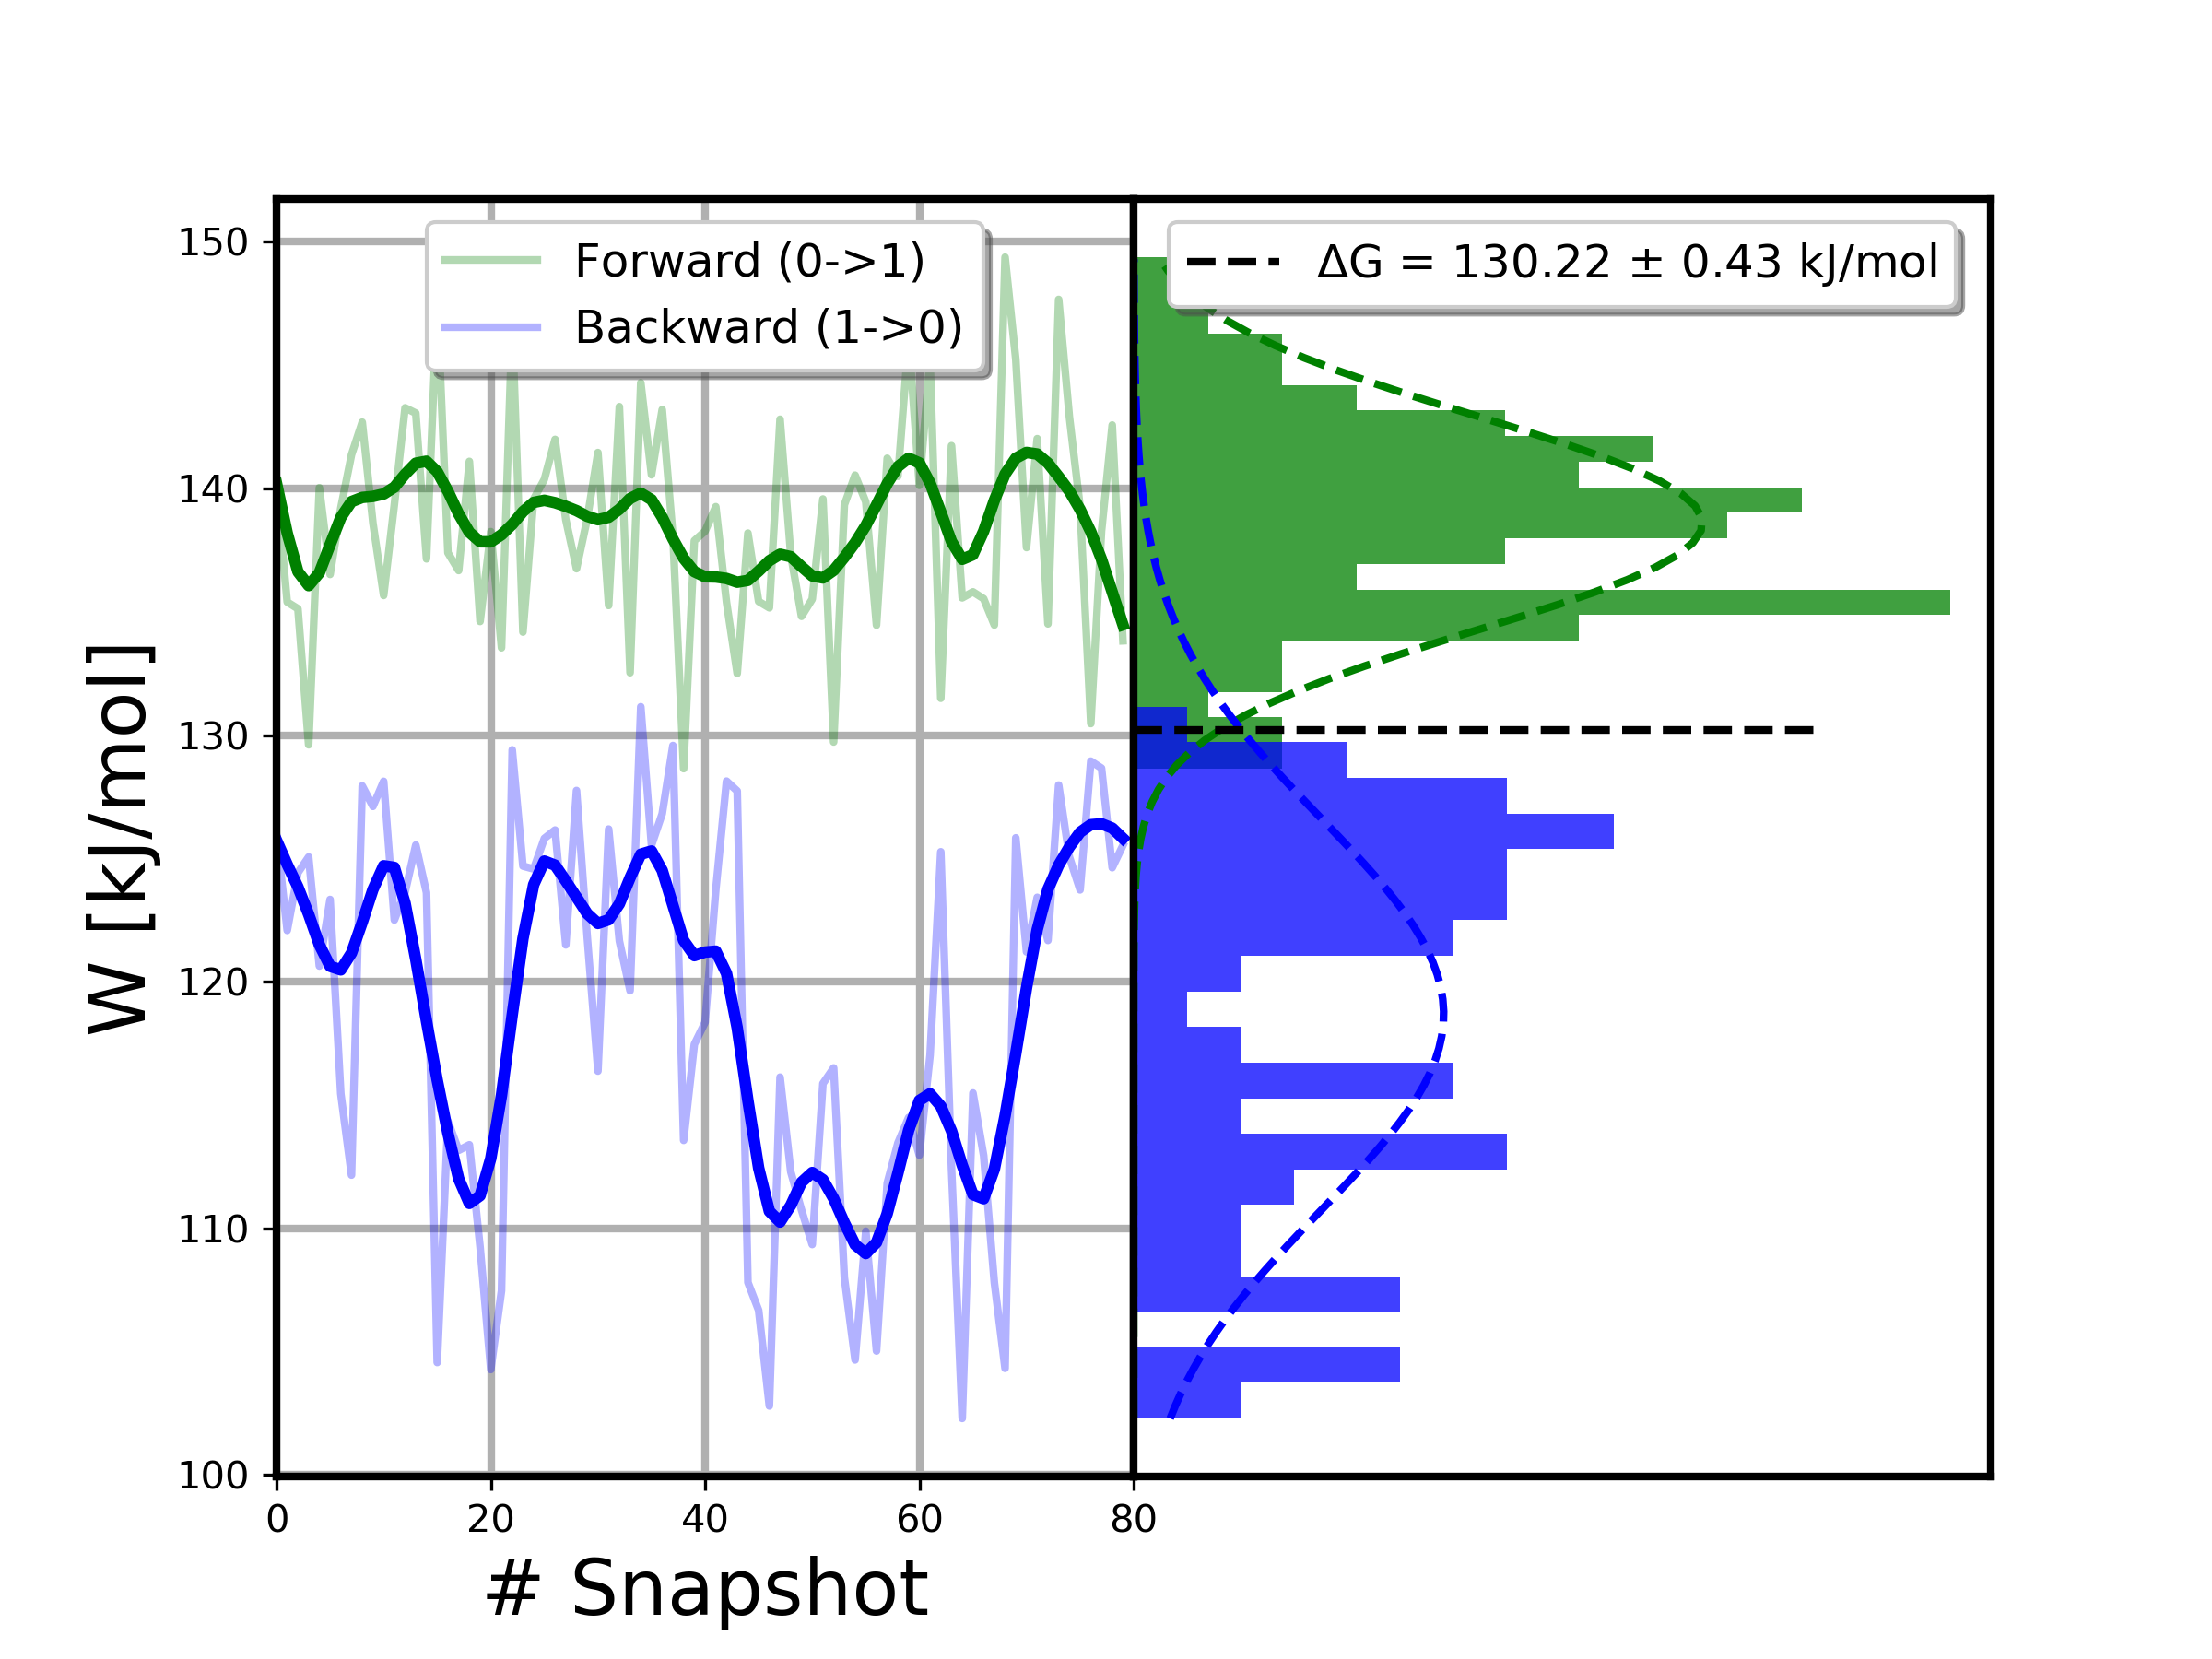 Forward (0->1)
Backward (1->0)
ΔG = 130.22 ± 0.43 kJ/mol
W [kJ/mol]
150
140
130
120
110
100
0 20 40 60 80
# Snapshot